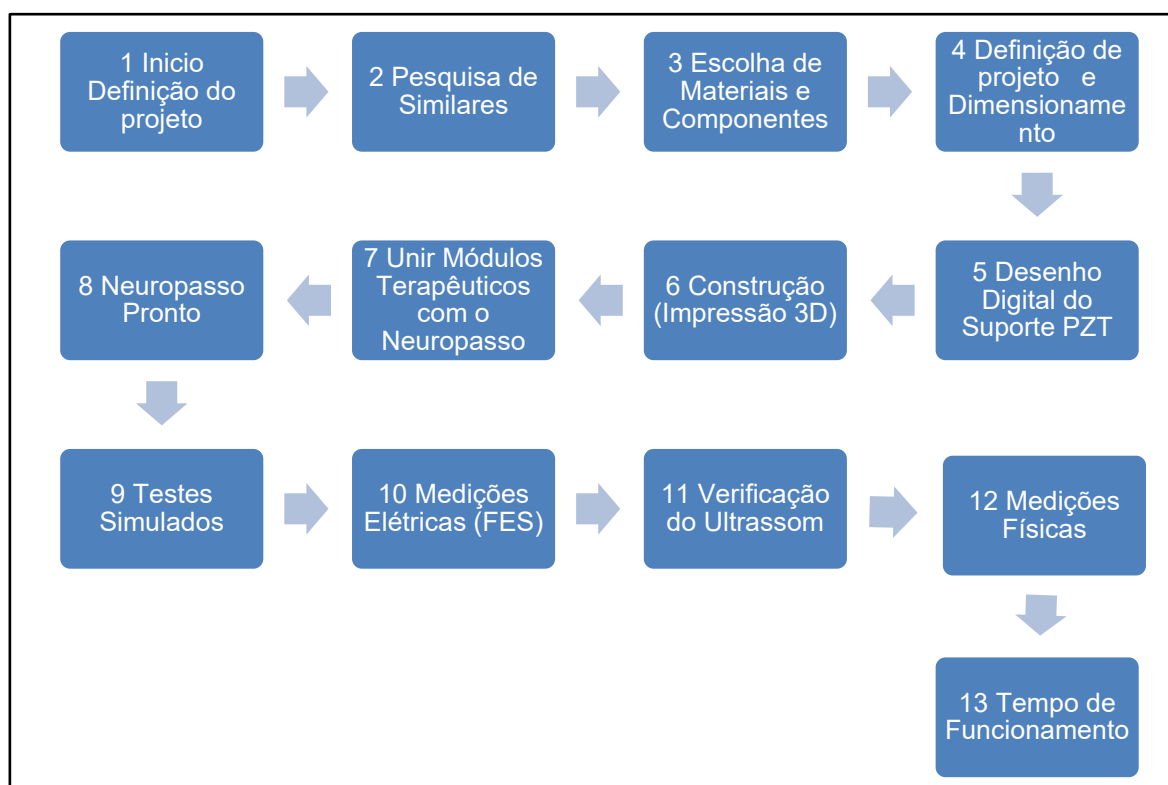 1 Inicio
Definição do
projeto
2 Pesquisa de
Similares
3 Escolha de
Materiais e
Componentes
4 Definição de
projeto e
Dimensioname
nto
5 Desenho
Digital do
Suporte PZT
6 Construção
(Impressão 3D)
7 Unir Módulos
Terapêuticos
com o
Neuropasso
8 Neuropasso
Pronto
9 Testes
Simulados
10 Medições
Elétricas (FES)
11 Verificação
do Ultrassom
12 Medições
Físicas
13 Tempo de
Funcionamento